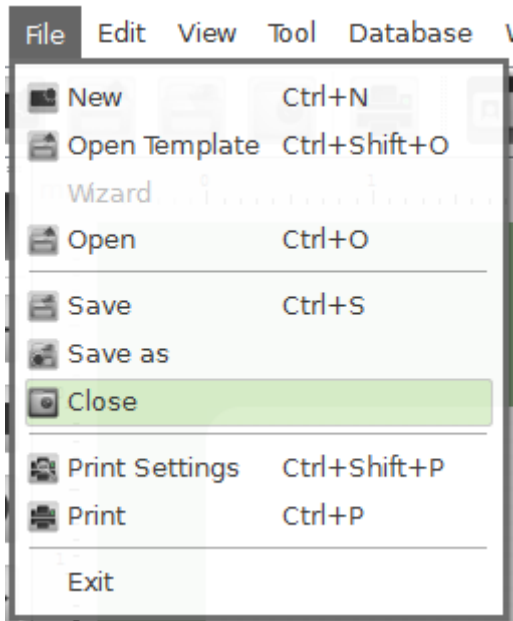 File Edit View Tool Database
New Ctrl+N
Open Template Ctrl+Shift+O
Wizard
Open Ctrl+O
Save Ctrl+S
Save as
Close
Print Settings Ctrl+Shift+P
Print Ctrl+P
Exit